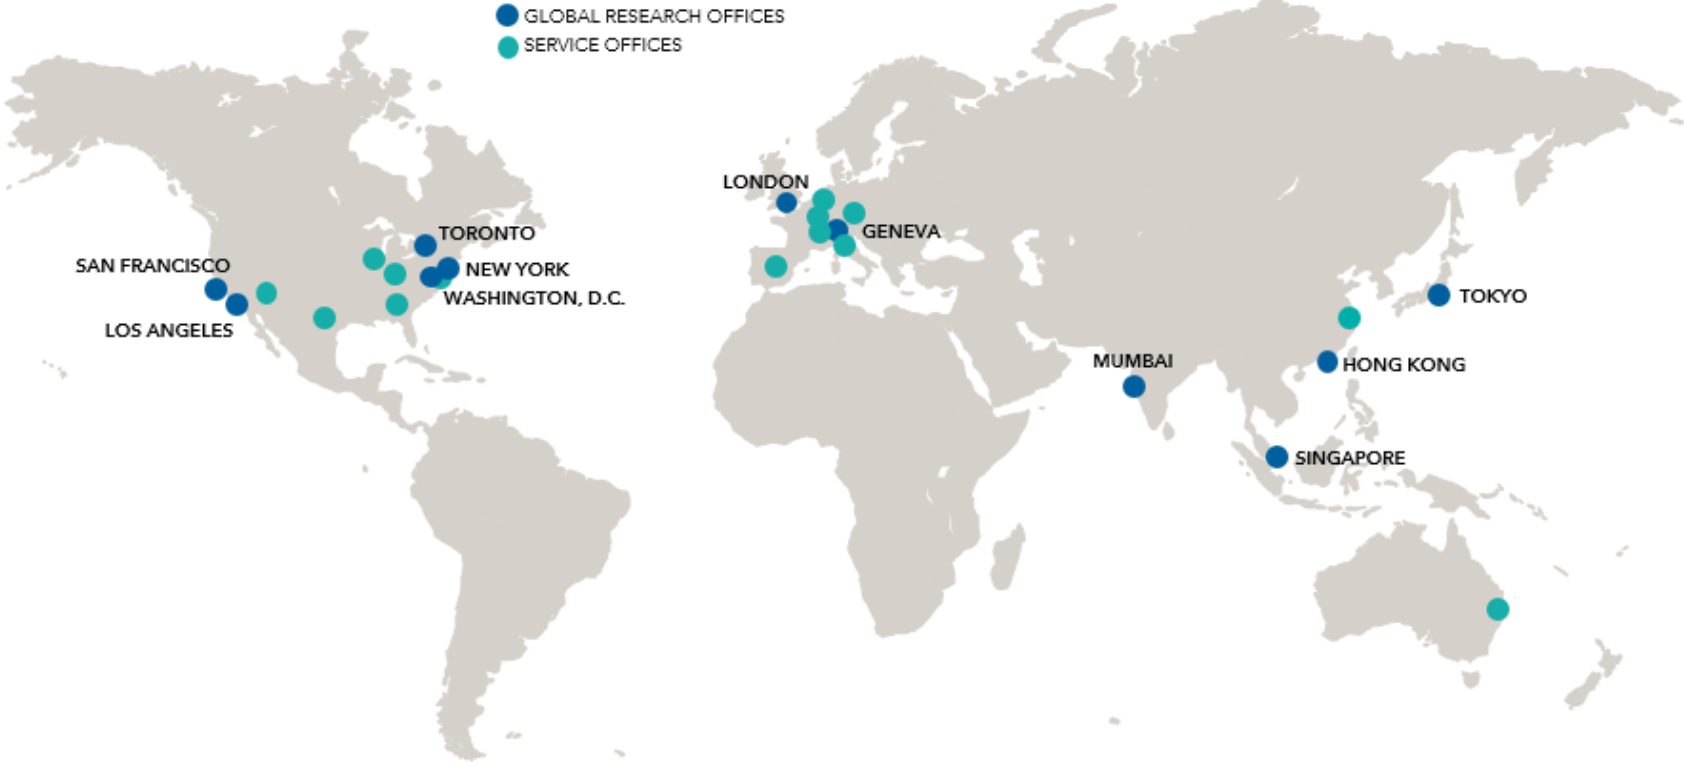 GLOBAL RESEARCH OFFICES
SERVICE OFFICES
LONDON
TORONTO
GENEVA
SAN FRANCISCO
NEW YORK
WASHINGTON, D.C.
TOKYO
LOS ANGELES
MUMBAI
HONG KONG
SINGAPORE